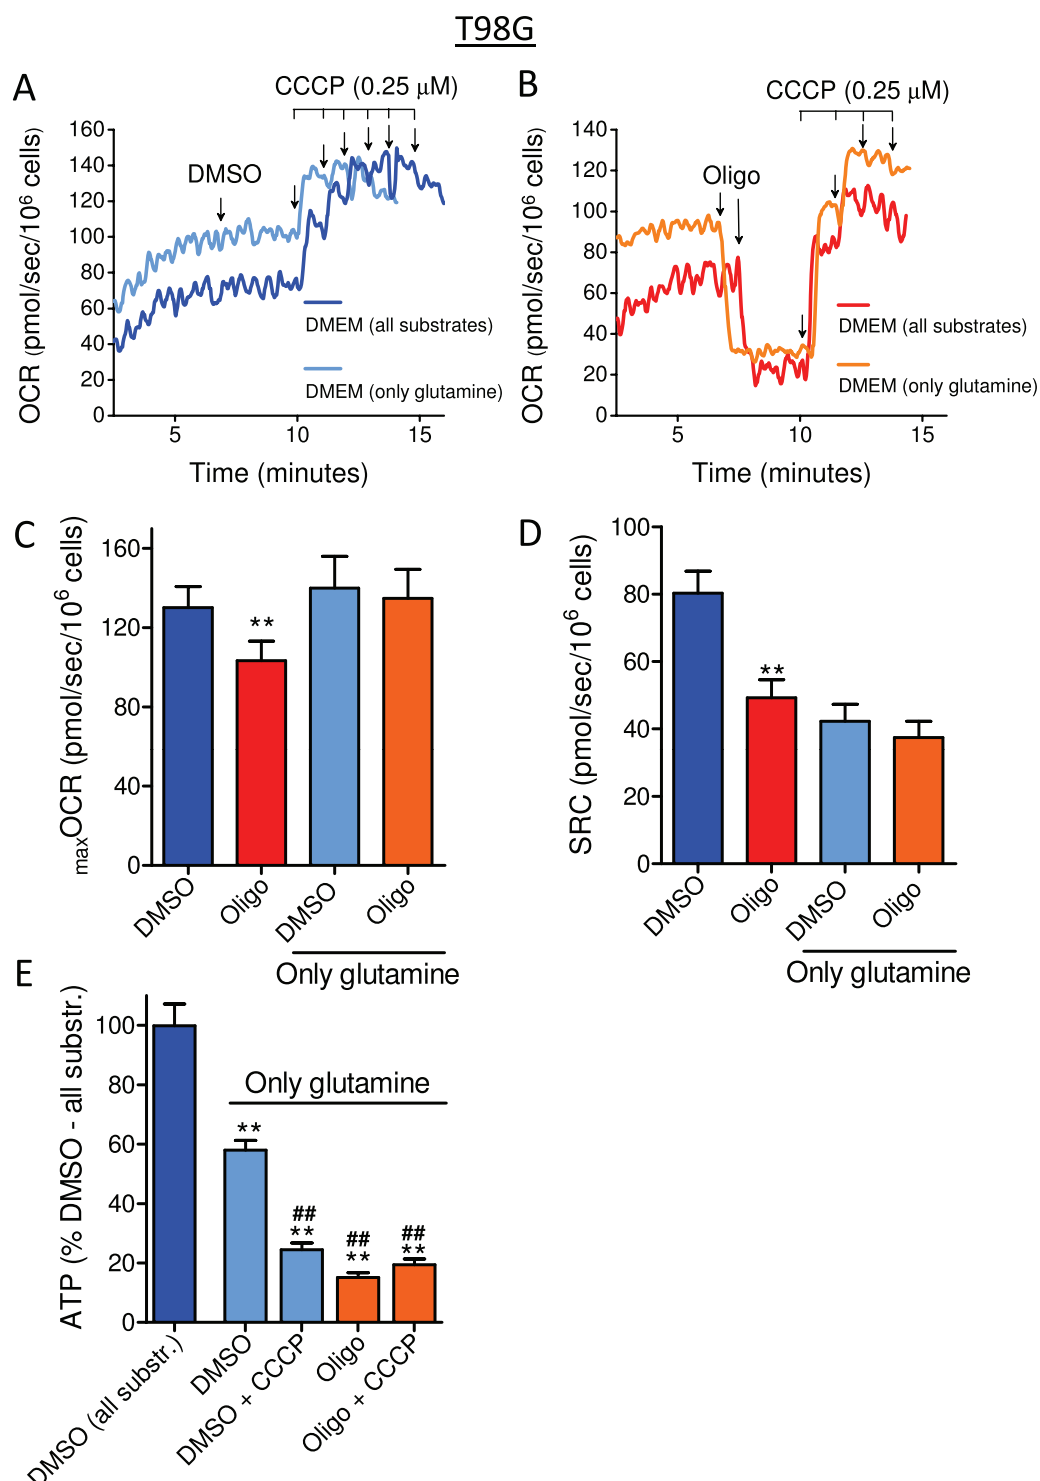 T98G
A
CCCP (0.25 μM)
DMSO
OCR (pmol/sec/10⁶ cells)
160
140
120
100
80
60
40
20
0
5
10
15
Time (minutes)
DMEM (all substrates)
DMEM (only glutamine)
B
CCCP (0.25 μM)
Oligo
OCR (pmol/sec/10⁶ cells)
140
120
100
80
60
40
20
0
5
10
15
Time (minutes)
DMEM (all substrates)
DMEM (only glutamine)
C
maxOCR (pmol/sec/10⁶ cells)
160
120
80
40
0
**
DMSO
Oligo
DMSO
Oligo
Only glutamine
D
SRC (pmol/sec/10⁶ cells)
100
80
60
40
20
0
**
DMSO
Oligo
DMSO
Oligo
Only glutamine
E
ATP (% DMSO - all substr.)
100
80
60
40
20
0
Only glutamine
**
##
**
##
**
##
**
DMSO (all substr.)
DMSO
DMSO + CCCP
Oligo
Oligo + CCCP